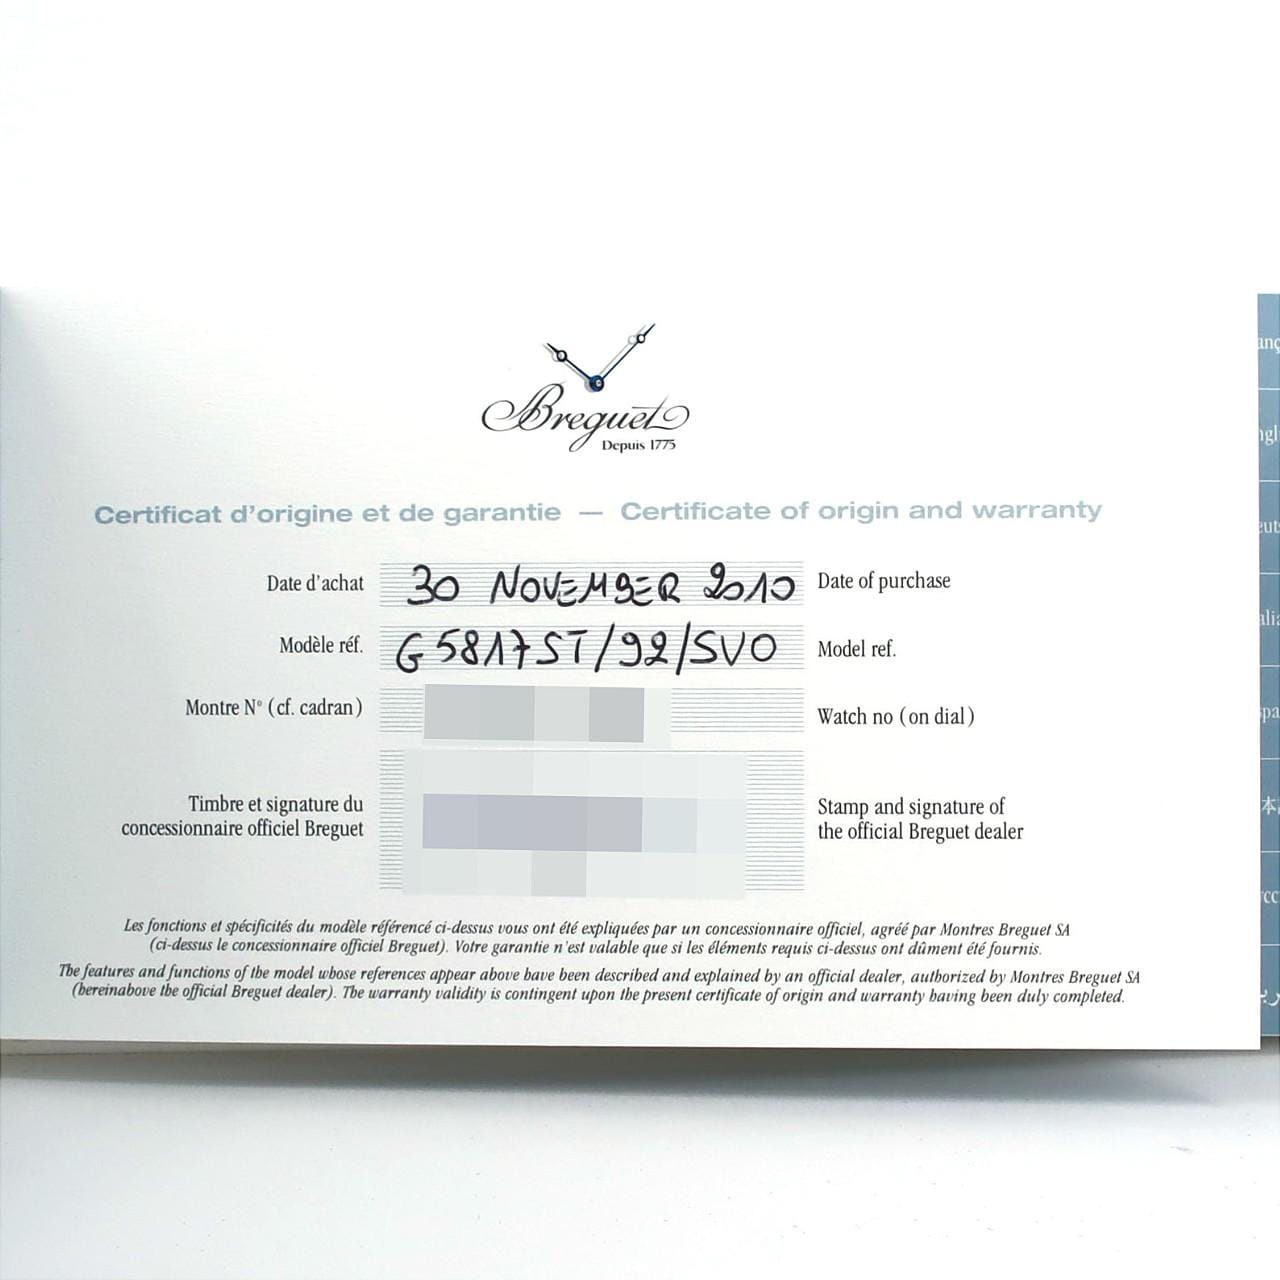 Breguet
Depuis 1775
Certificat d'origine et de garantie — Certificate of origin and warranty
Date d'achat 30 NOVEMBER 2010 Date of purchase
Modèle réf. G5817ST/92/SVO Model ref.
Montre N° (cf. cadran) Watch no (on dial)
Timbre et signature du Stamp and signature of
concessionnaire officiel Breguet the official Breguet dealer
Les fonctions et spécificités du modèle référencé ci-dessus vous ont été expliquées par un concessionnaire officiel, agréé par Montres Breguet SA
(ci-dessus le concessionnaire officiel Breguet). Votre garantie n'est valable que si les éléments requis ci-dessus ont dûment été fournis.
The features and functions of the model whose references appear above have been described and explained by an official dealer, authorized by Montres Breguet SA
(hereinabove the official Breguet dealer). The warranty validity is contingent upon the present certificate of origin and warranty having been duly completed.